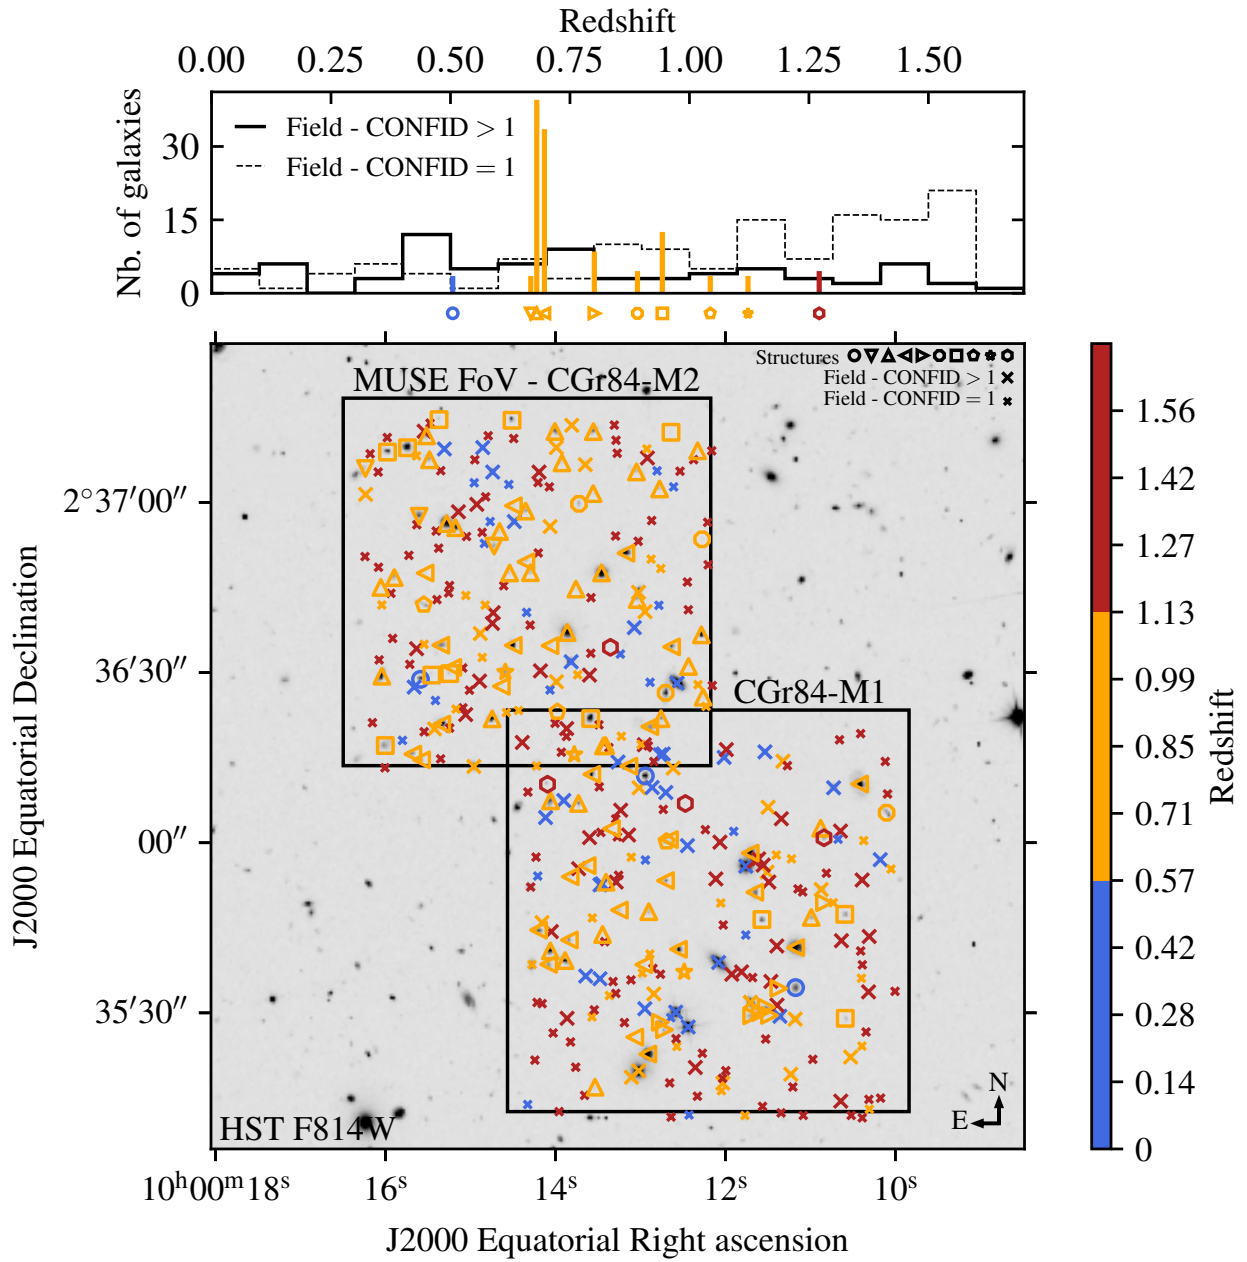 Redshift
0.00 0.25 0.50 0.75 1.00 1.25 1.50
Nb. of galaxies
30
15
0
Field - CONFID > 1
Field - CONFID = 1
Structures
Field - CONFID > 1
Field - CONFID = 1
MUSE FoV - CGr84-M2
CGr84-M1
2°37′00″
36′30″
00″
35′30″
J2000 Equatorial Declination
HST F814W
N
E
10ʰ00ᵐ18ˢ 16ˢ 14ˢ 12ˢ 10ˢ
J2000 Equatorial Right ascension
1.56
1.42
1.27
1.13
0.99
0.85
0.71
0.57
0.42
0.28
0.14
0
Redshift